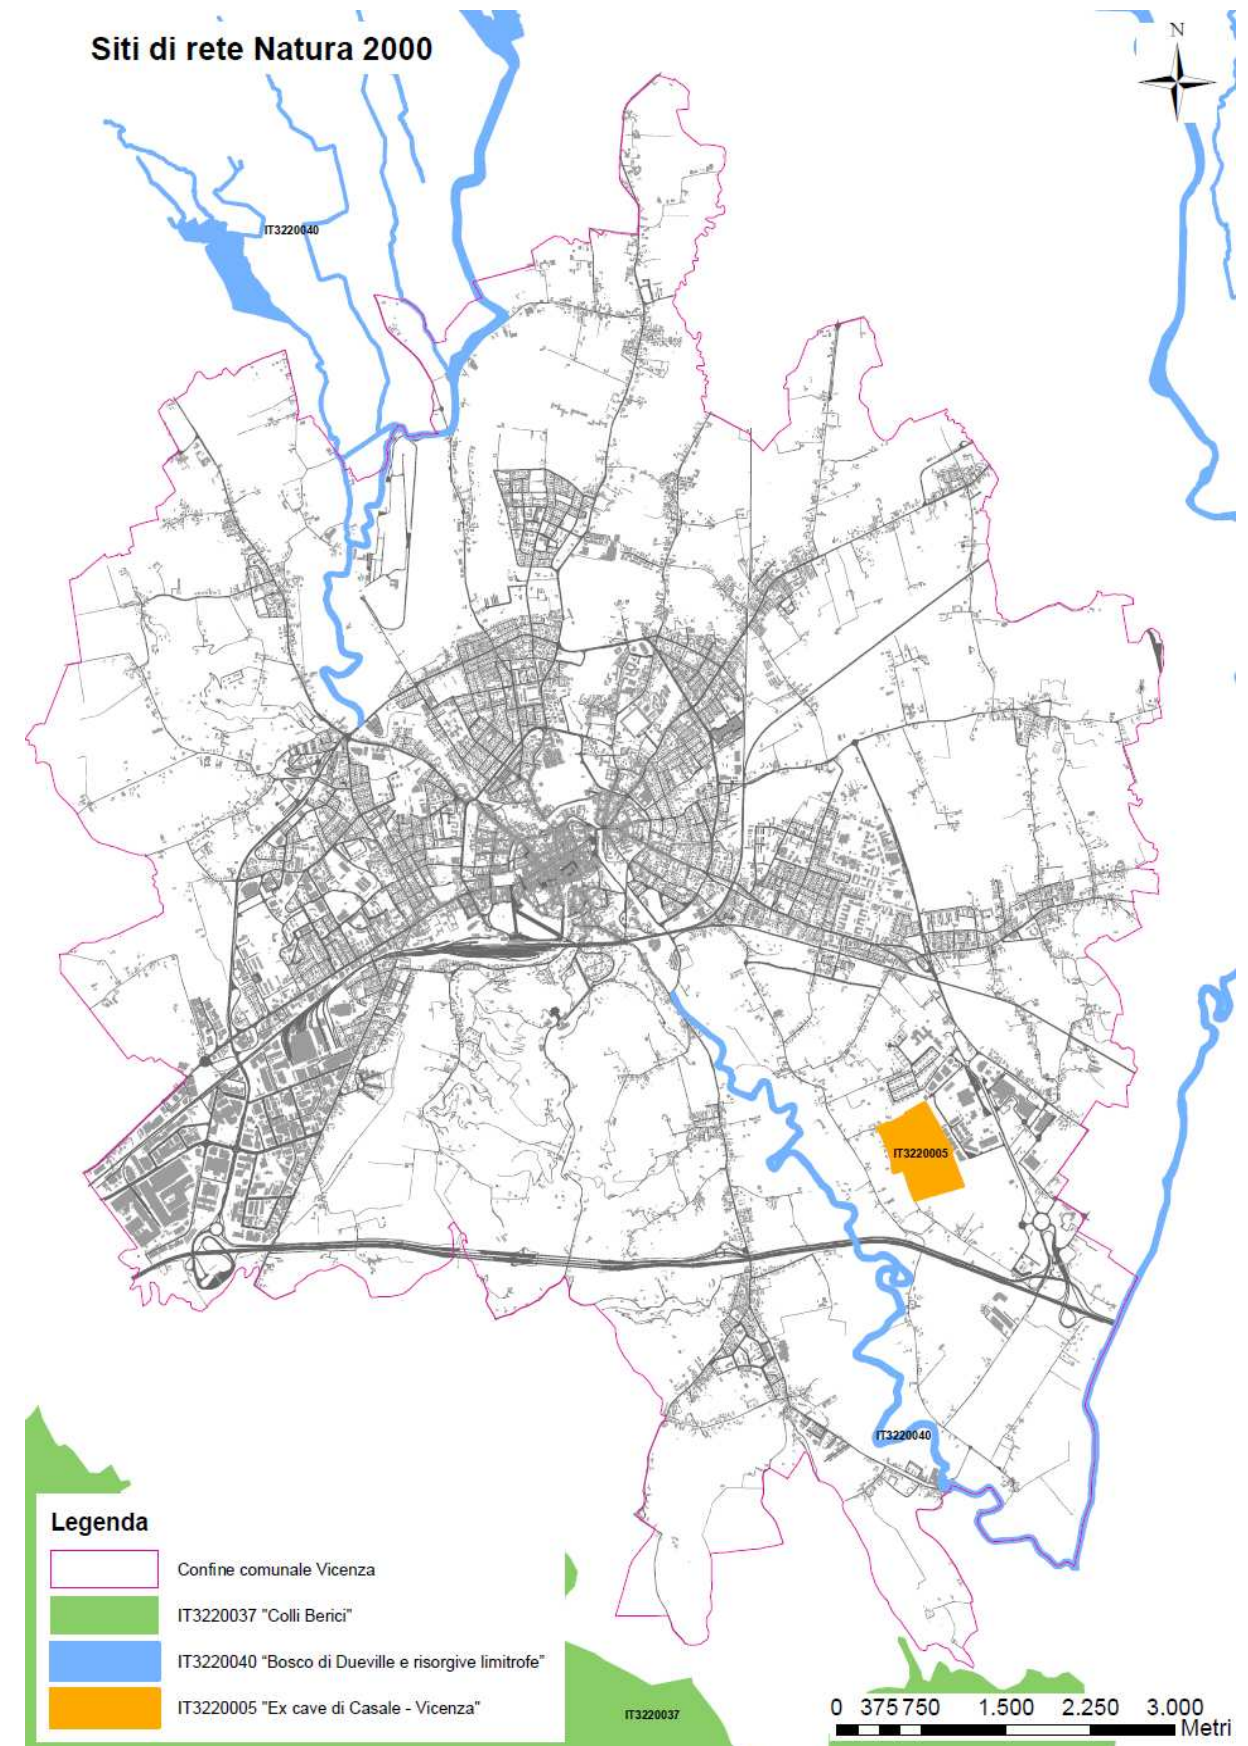 Siti di rete Natura 2000
N
IT3220040
IT3220005
IT3220040
Legenda
Confine comunale Vicenza
IT3220037 "Colli Berici"
IT3220040 “Bosco di Dueville e risorgive limitrofe”
IT3220005 "Ex cave di Casale - Vicenza"
IT3220037
0 375 750 1.500 2.250 3.000
Metri